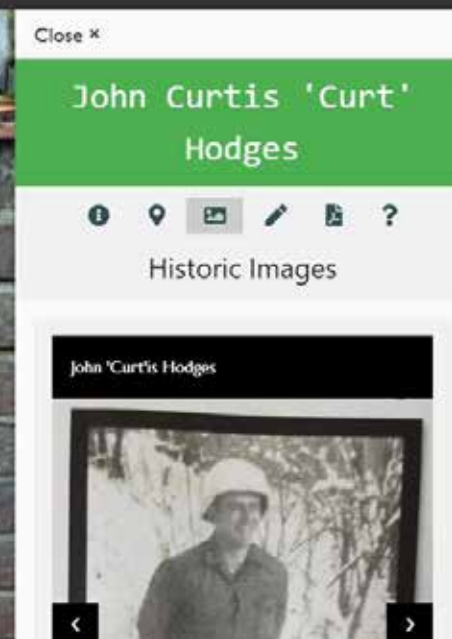 Close ×
John Curtis 'Curt'
Hodges
?
Historic Images
John 'Curt'is Hodges